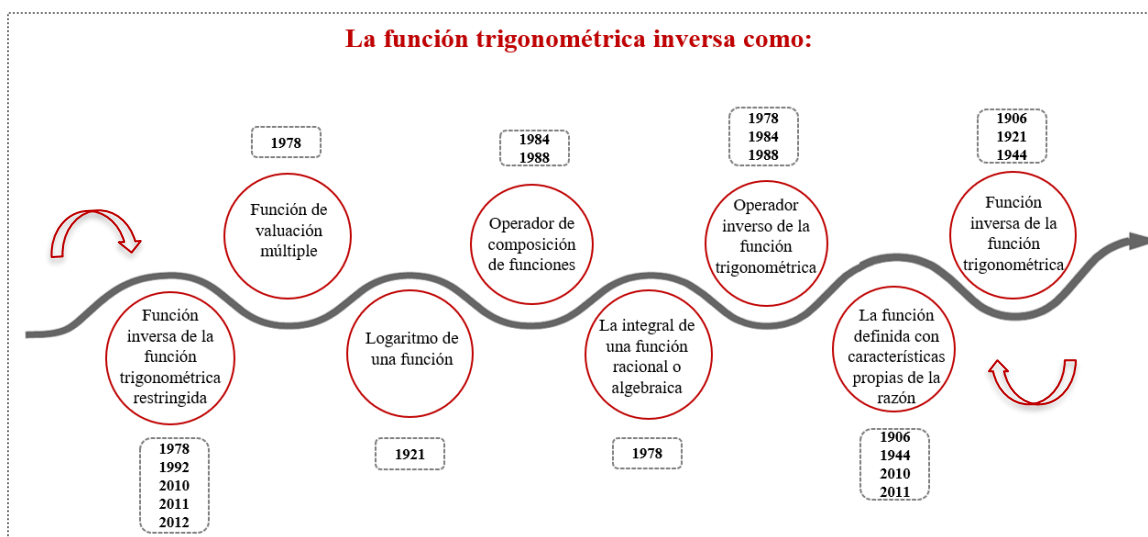 La función trigonométrica inversa como:
1978
1984
1988
1978
1984
1988
1906
1921
1944
Función de
valuación
múltiple
Operador de
composición
de funciones
Operador
inverso de la
función
trigonométrica
Función
inversa de la
función
trigonométrica
Función
inversa de la
función
trigonométrica
restringida
Logaritmo de
una función
La integral de
una función
racional o
algebraica
La función
definida con
características
propias de la
razón
1978
1992
2010
2011
2012
1921
1978
1906
1944
2010
2011